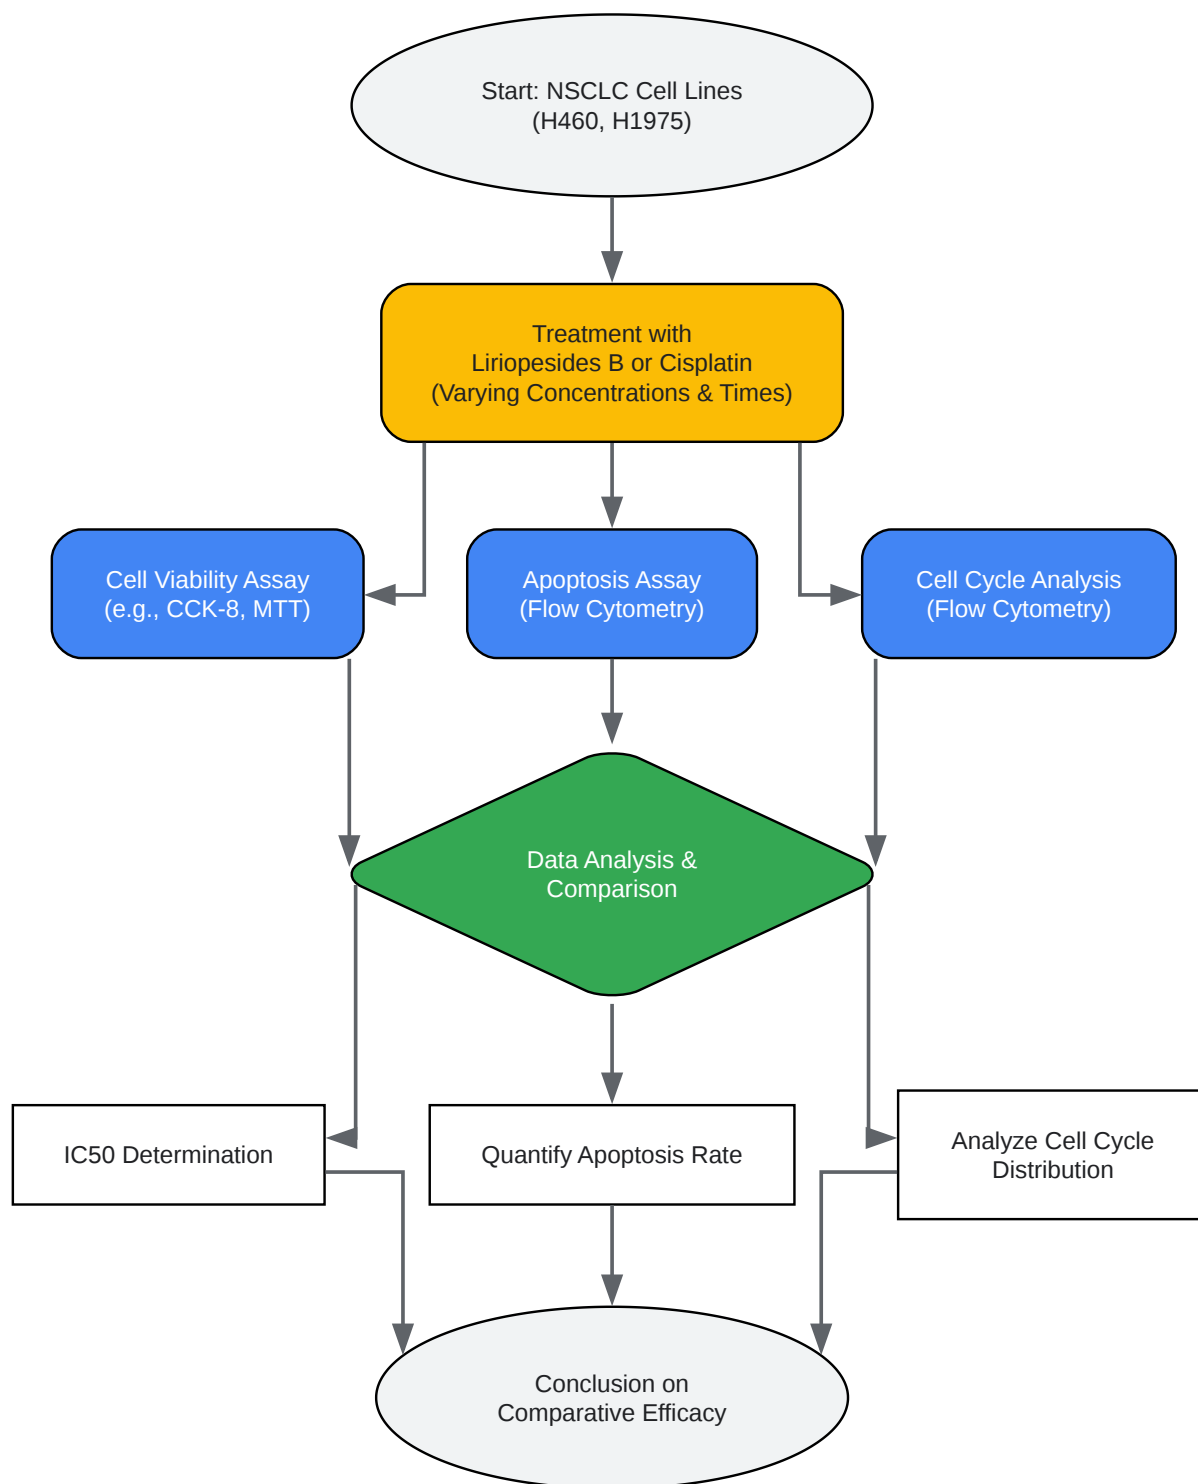 Start: NSCLC Cell Lines
(H460, H1975)
Treatment with
Liriopesides B or Cisplatin
(Varying Concentrations & Times)
Cell Viability Assay
(e.g., CCK-8, MTT)
Apoptosis Assay
(Flow Cytometry)
Cell Cycle Analysis
(Flow Cytometry)
Data Analysis &
Comparison
IC50 Determination
Quantify Apoptosis Rate
Analyze Cell Cycle
Distribution
Conclusion on
Comparative Efficacy